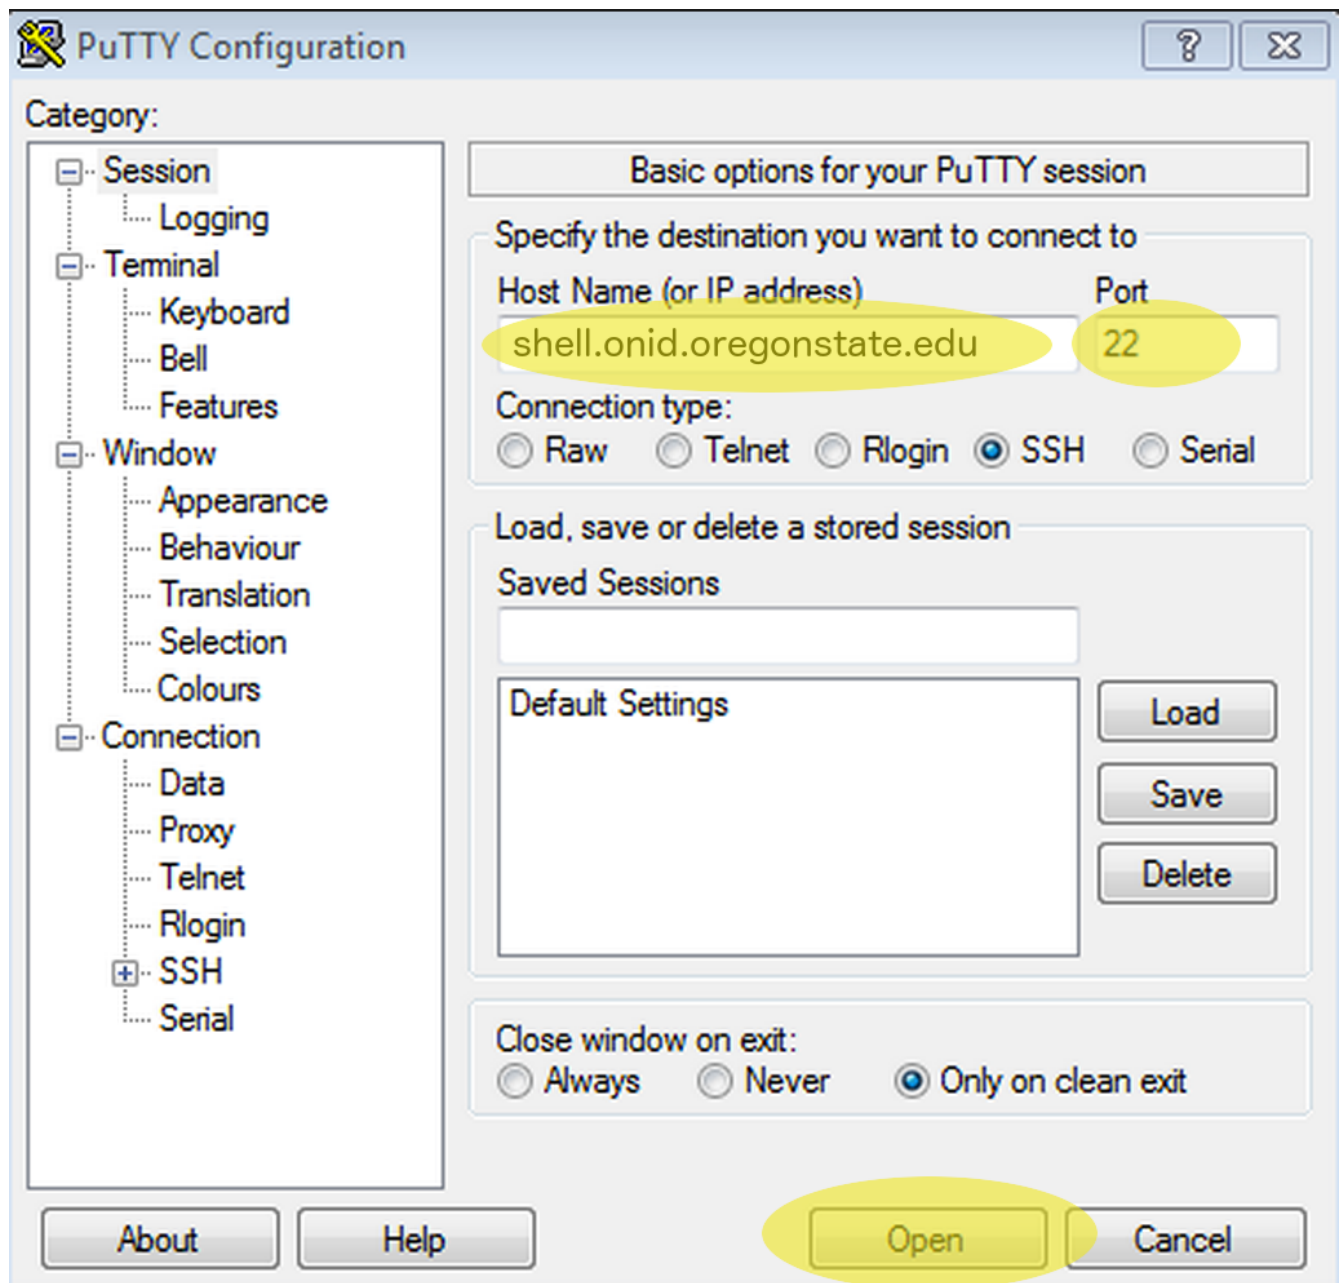 PuTTY Configuration
Category:
Session
Logging
Terminal
Keyboard
Bell
Features
Window
Appearance
Behaviour
Translation
Selection
Colours
Connection
Data
Proxy
Telnet
Rlogin
SSH
Serial
Basic options for your PuTTY session
Specify the destination you want to connect to
Host Name (or IP address) Port
shell.onid.oregonstate.edu 22
Connection type:
Raw Telnet Rlogin SSH Serial
Load, save or delete a stored session
Saved Sessions
Default Settings
Load
Save
Delete
Close window on exit:
Always Never Only on clean exit
About Help Open Cancel